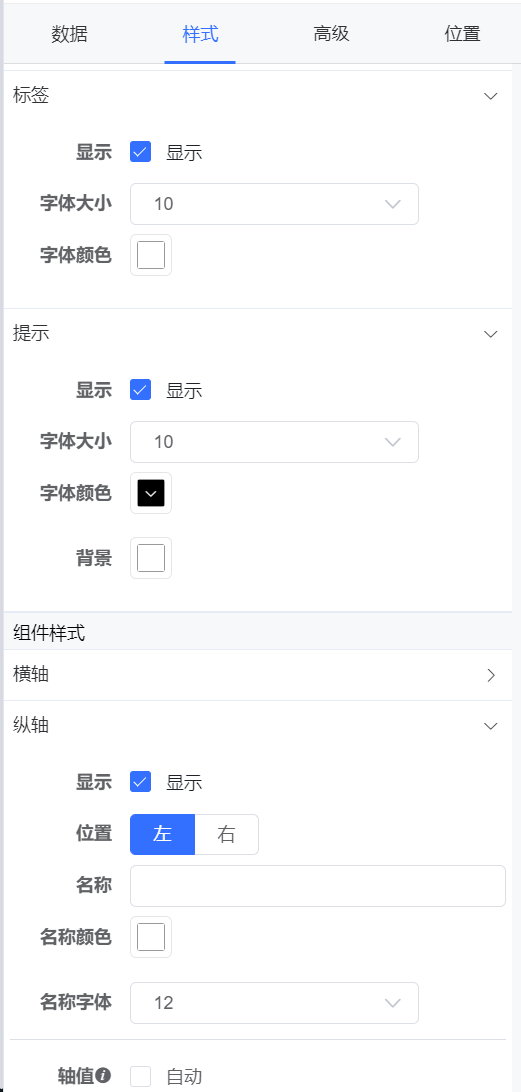 数据 样式 高级 位置
标签
显示 显示
字体大小 10
字体颜色
提示
显示 显示
字体大小 10
字体颜色
背景
组件样式
横轴
纵轴
显示 显示
位置 左 右
名称
名称颜色
名称字体 12
轴值 自动